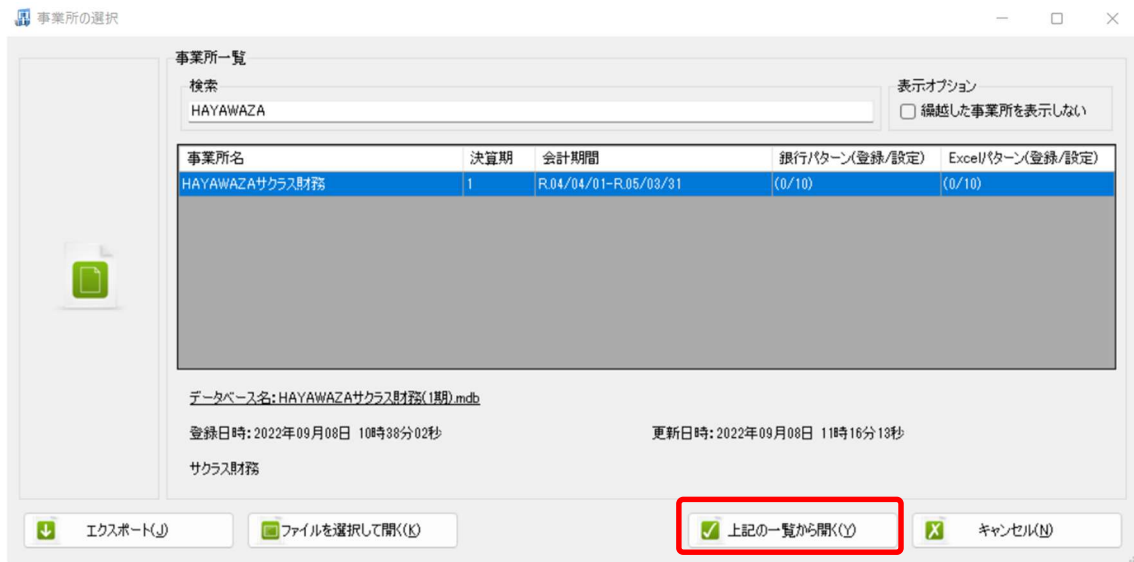 事業所の選択
事業所一覧
検索
表示オプション
HAYAWAZA
繰越した事業所を表示しない
事業所名 決算期 会計期間 銀行パターン(登録/設定) Excelパターン(登録/設定)
HAYAWAZAサクラス財務 1 R.04/04/01-R.05/03/31 (0/10) (0/10)
データベース名:HAYAWAZAサクラス財務(1期).mdb
登録日時:2022年09月08日 10時38分02秒 更新日時:2022年09月08日 11時16分13秒
サクラス財務
エクスポート(J) ファイルを選択して開く(K) 上記の一覧から開く(Y) キャンセル(N)